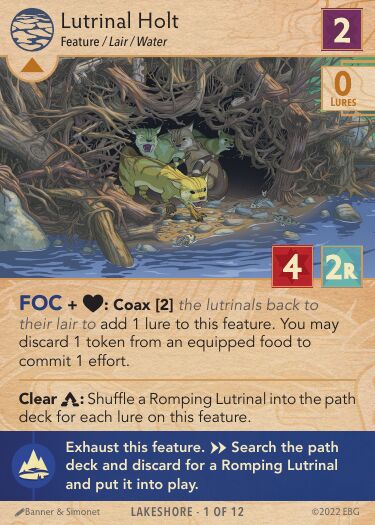 Lutrinal Holt
Feature / Lair / Water
2
0
LURES
4
2R
FOC + : Coax [2] the lutrinals back to
their lair to add 1 lure to this feature. You may
discard 1 token from an equipped food to
commit 1 effort.
Clear : Shuffle a Romping Lutrinal into the path
deck for each lure on this feature.
Exhaust this feature. Search the path
deck and discard for a Romping Lutrinal
and put it into play.
Banner & Simonet
LAKESHORE - 1 OF 12
©2022 EBG